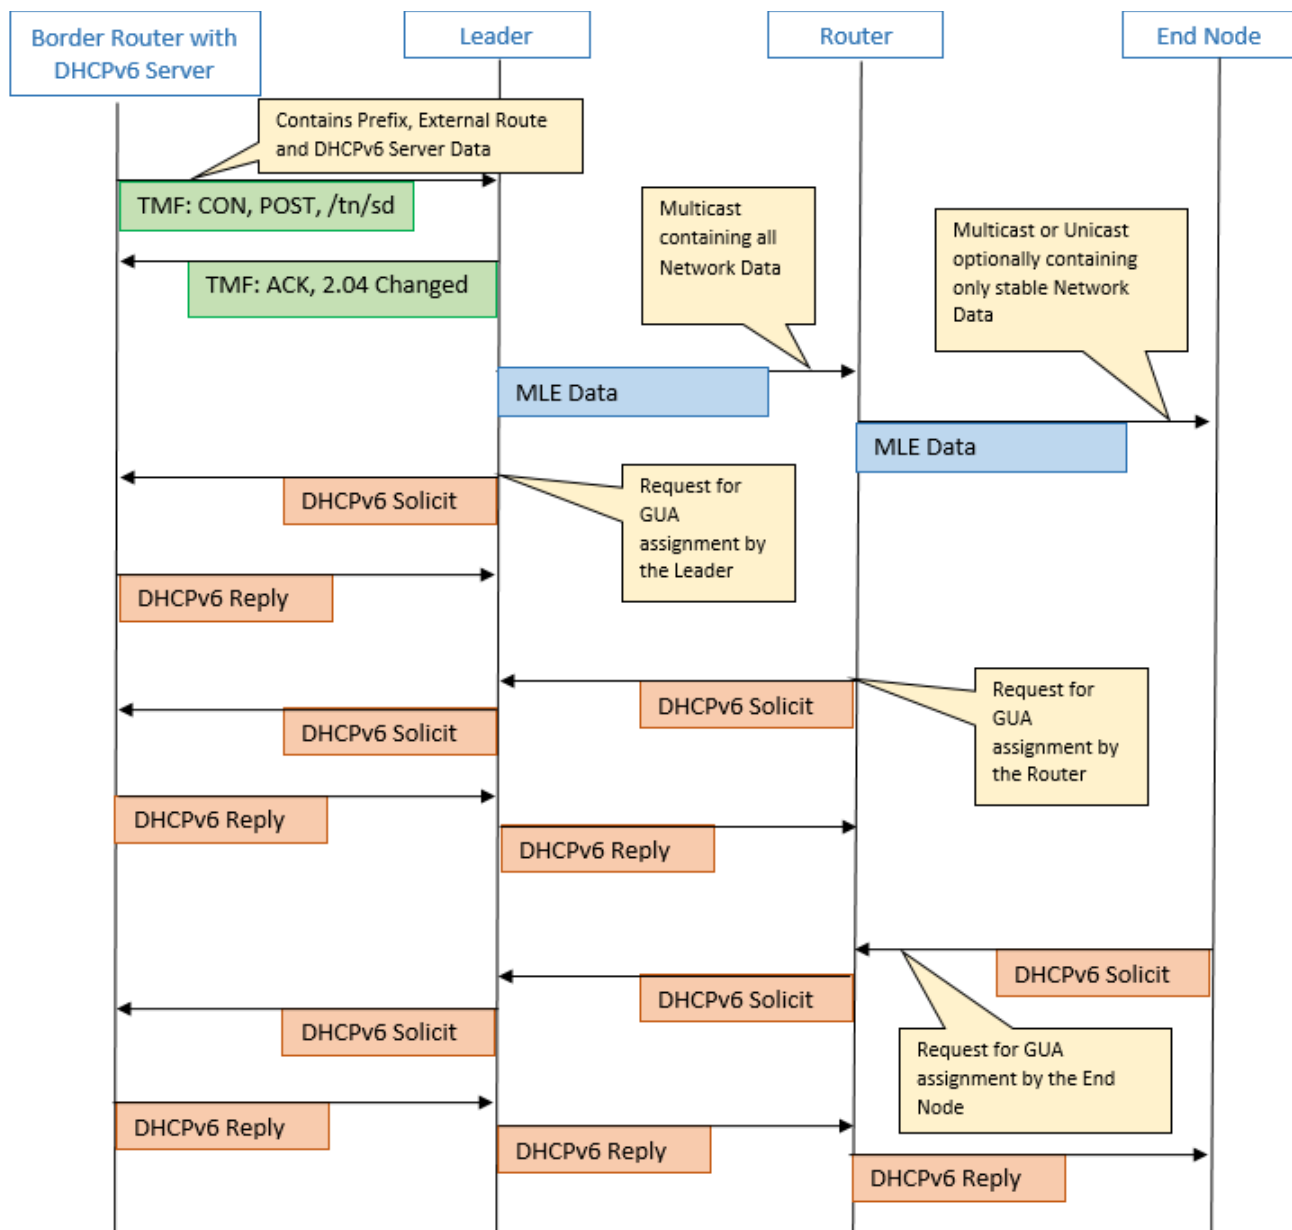 Border Router with
DHCPv6 Server
Leader
Router
End Node
Contains Prefix, External Route
and DHCPv6 Server Data
TMF: CON, POST, /tn/sd
Multicast
containing all
Network Data
Multicast or Unicast
optionally containing
only stable Network
Data
TMF: ACK, 2.04 Changed
MLE Data
MLE Data
DHCPv6 Solicit
Request for
GUA
assignment by
the Leader
DHCPv6 Reply
DHCPv6 Solicit
Request for
GUA
assignment by
the Router
DHCPv6 Solicit
DHCPv6 Reply
DHCPv6 Reply
DHCPv6 Solicit
DHCPv6 Solicit
DHCPv6 Solicit
Request for GUA
assignment by the End
Node
DHCPv6 Reply
DHCPv6 Reply
DHCPv6 Reply